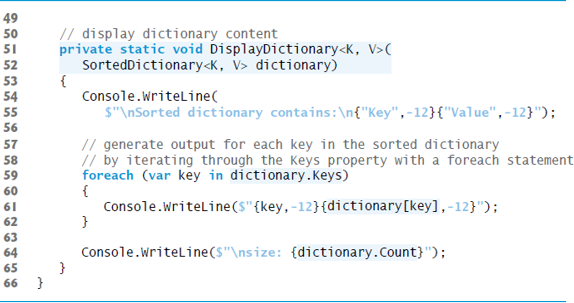 49
50 // display dictionary content
51 private static void DisplayDictionary<K, V>(
52 SortedDictionary<K, V> dictionary)
53 {
54 Console.WriteLine(
55 $"\nSorted dictionary contains:\n{"Key",-12}{"Value",-12}");
56
57 // generate output for each key in the sorted dictionary
58 // by iterating through the Keys property with a foreach statement
59 foreach (var key in dictionary.Keys)
60 {
61 Console.WriteLine($"{key,-12}{dictionary[key],-12}");
62 }
63
64 Console.WriteLine($"\nsize: {dictionary.Count}");
65 }
66 }